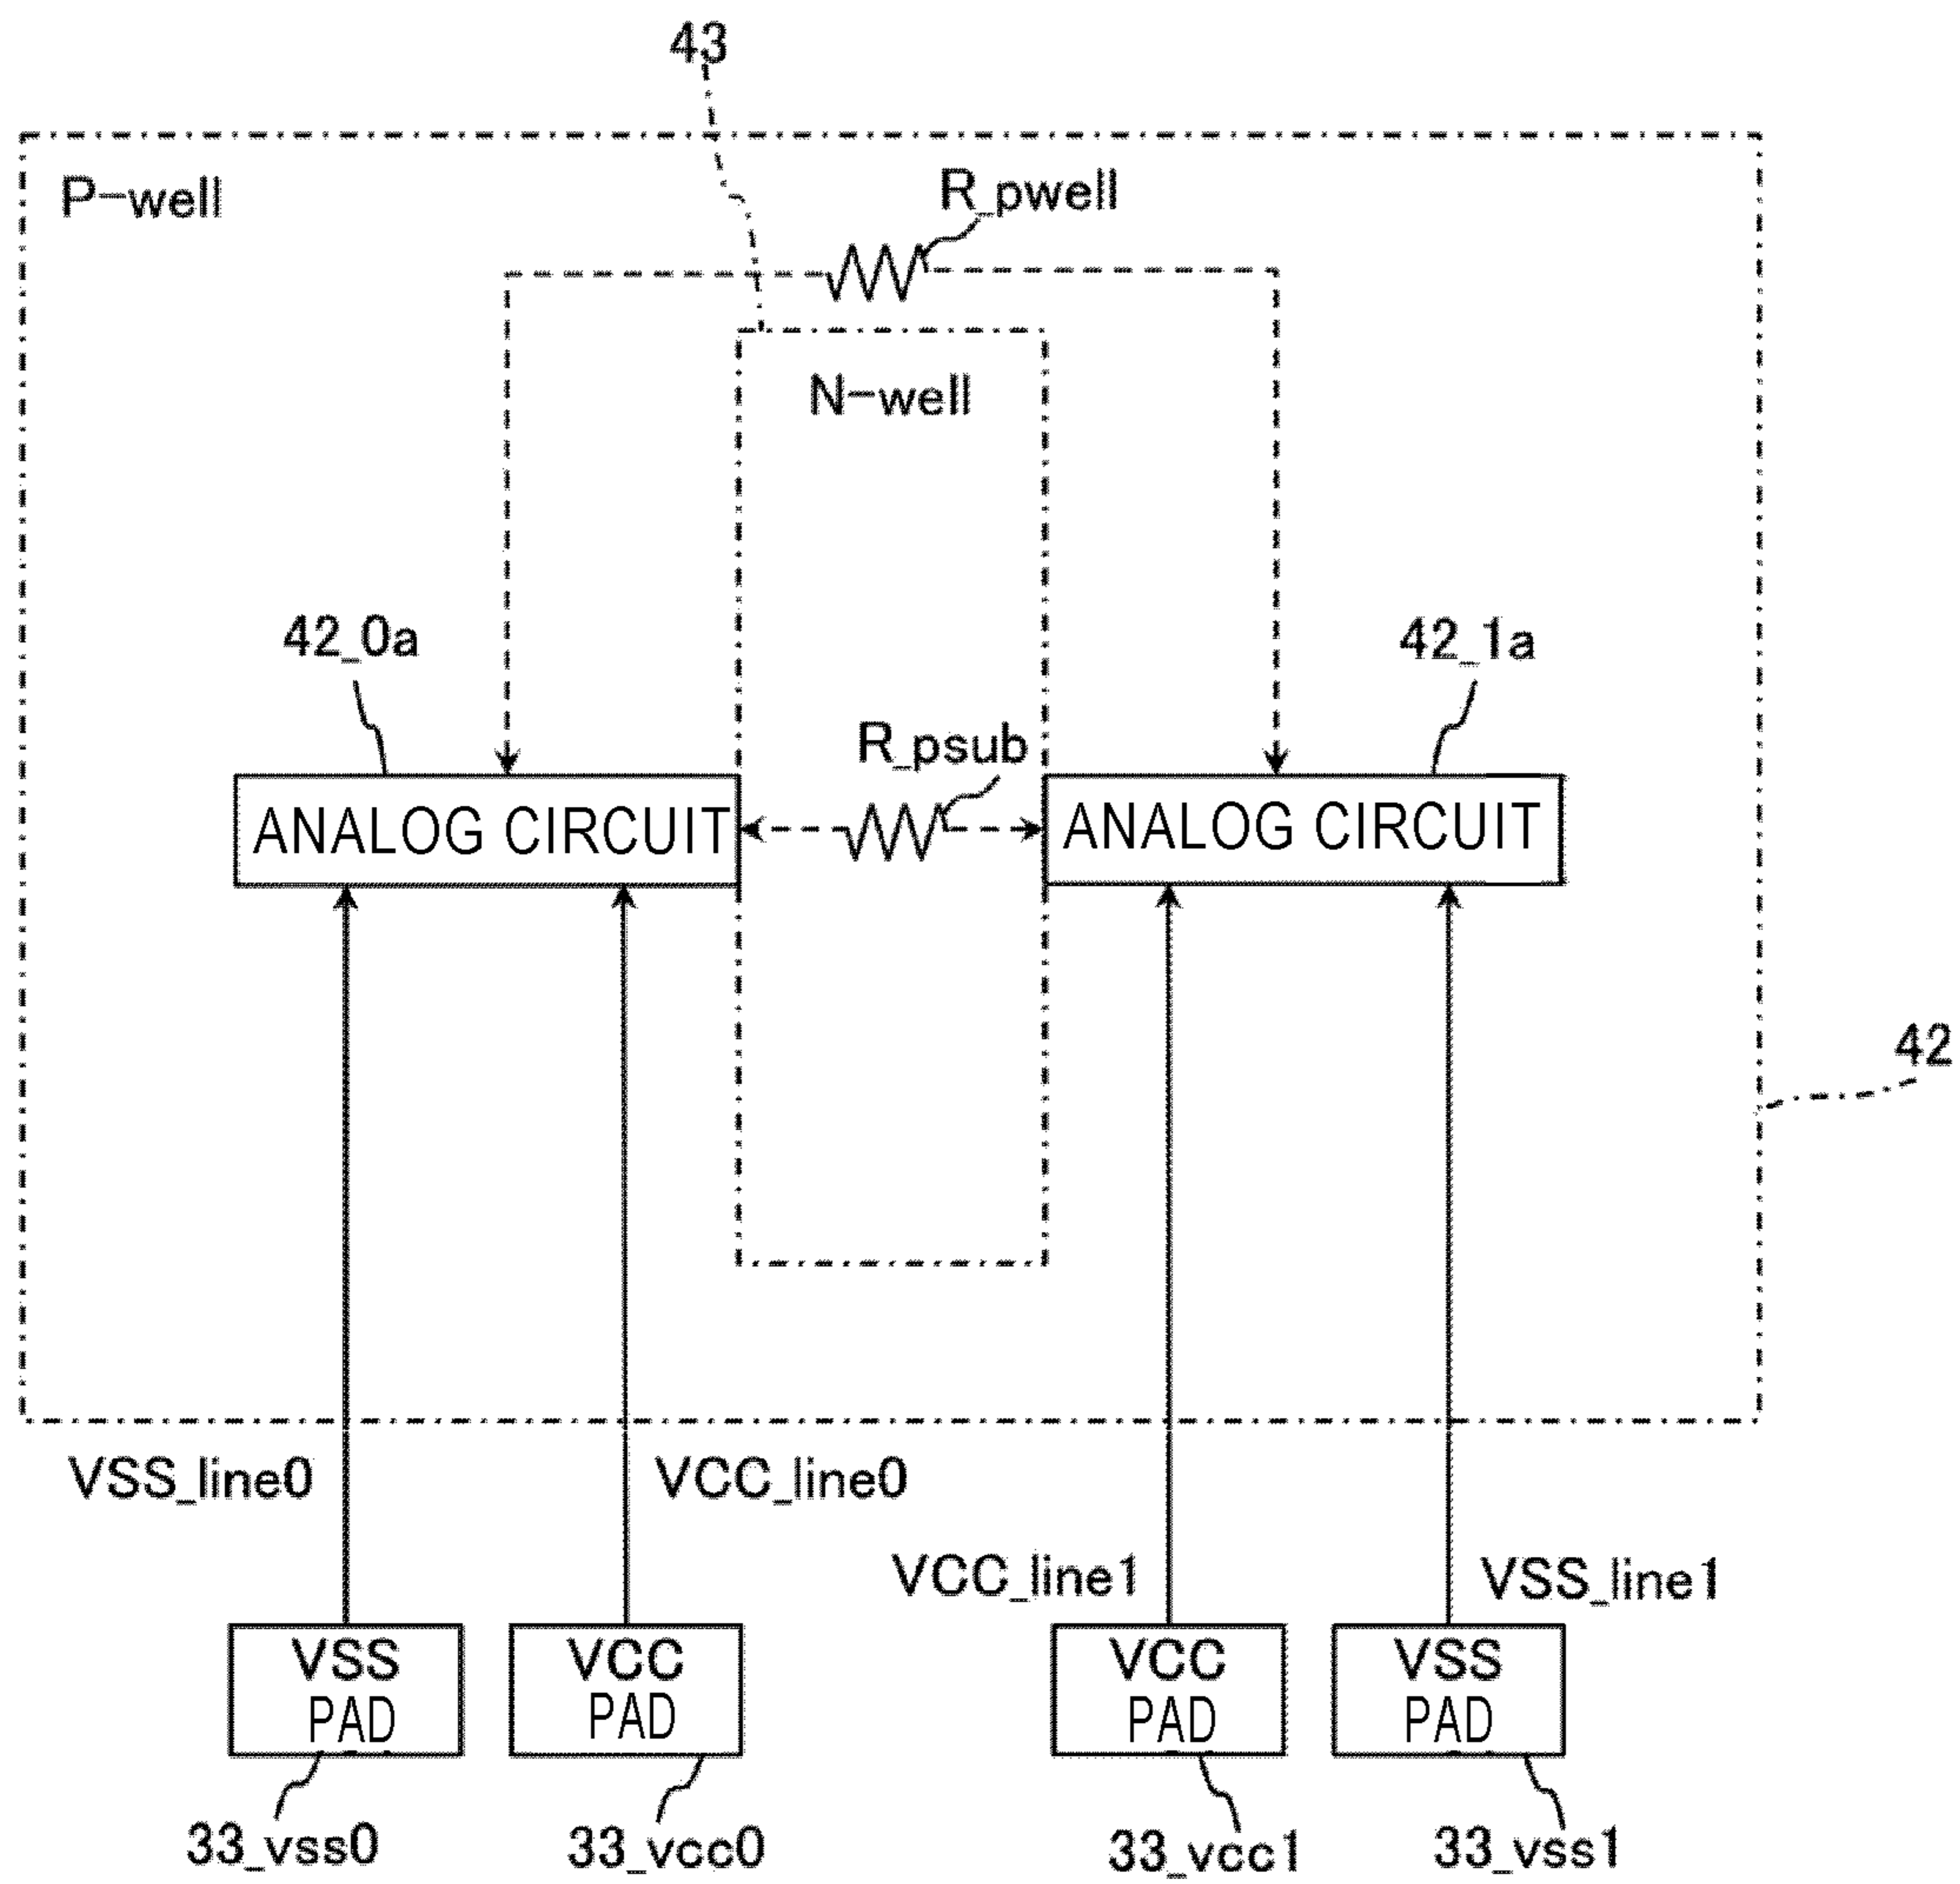 43
P-well
R_pwell
N-well
42_0a
42_1a
R_psub
ANALOG CIRCUIT
ANALOG CIRCUIT
42
VSS_line0
VCC_line0
VCC_line1
VSS_line1
VSS
PAD
VCC
PAD
VCC
PAD
VSS
PAD
33_vss0
33_vcc0
33_vcc1
33_vss1